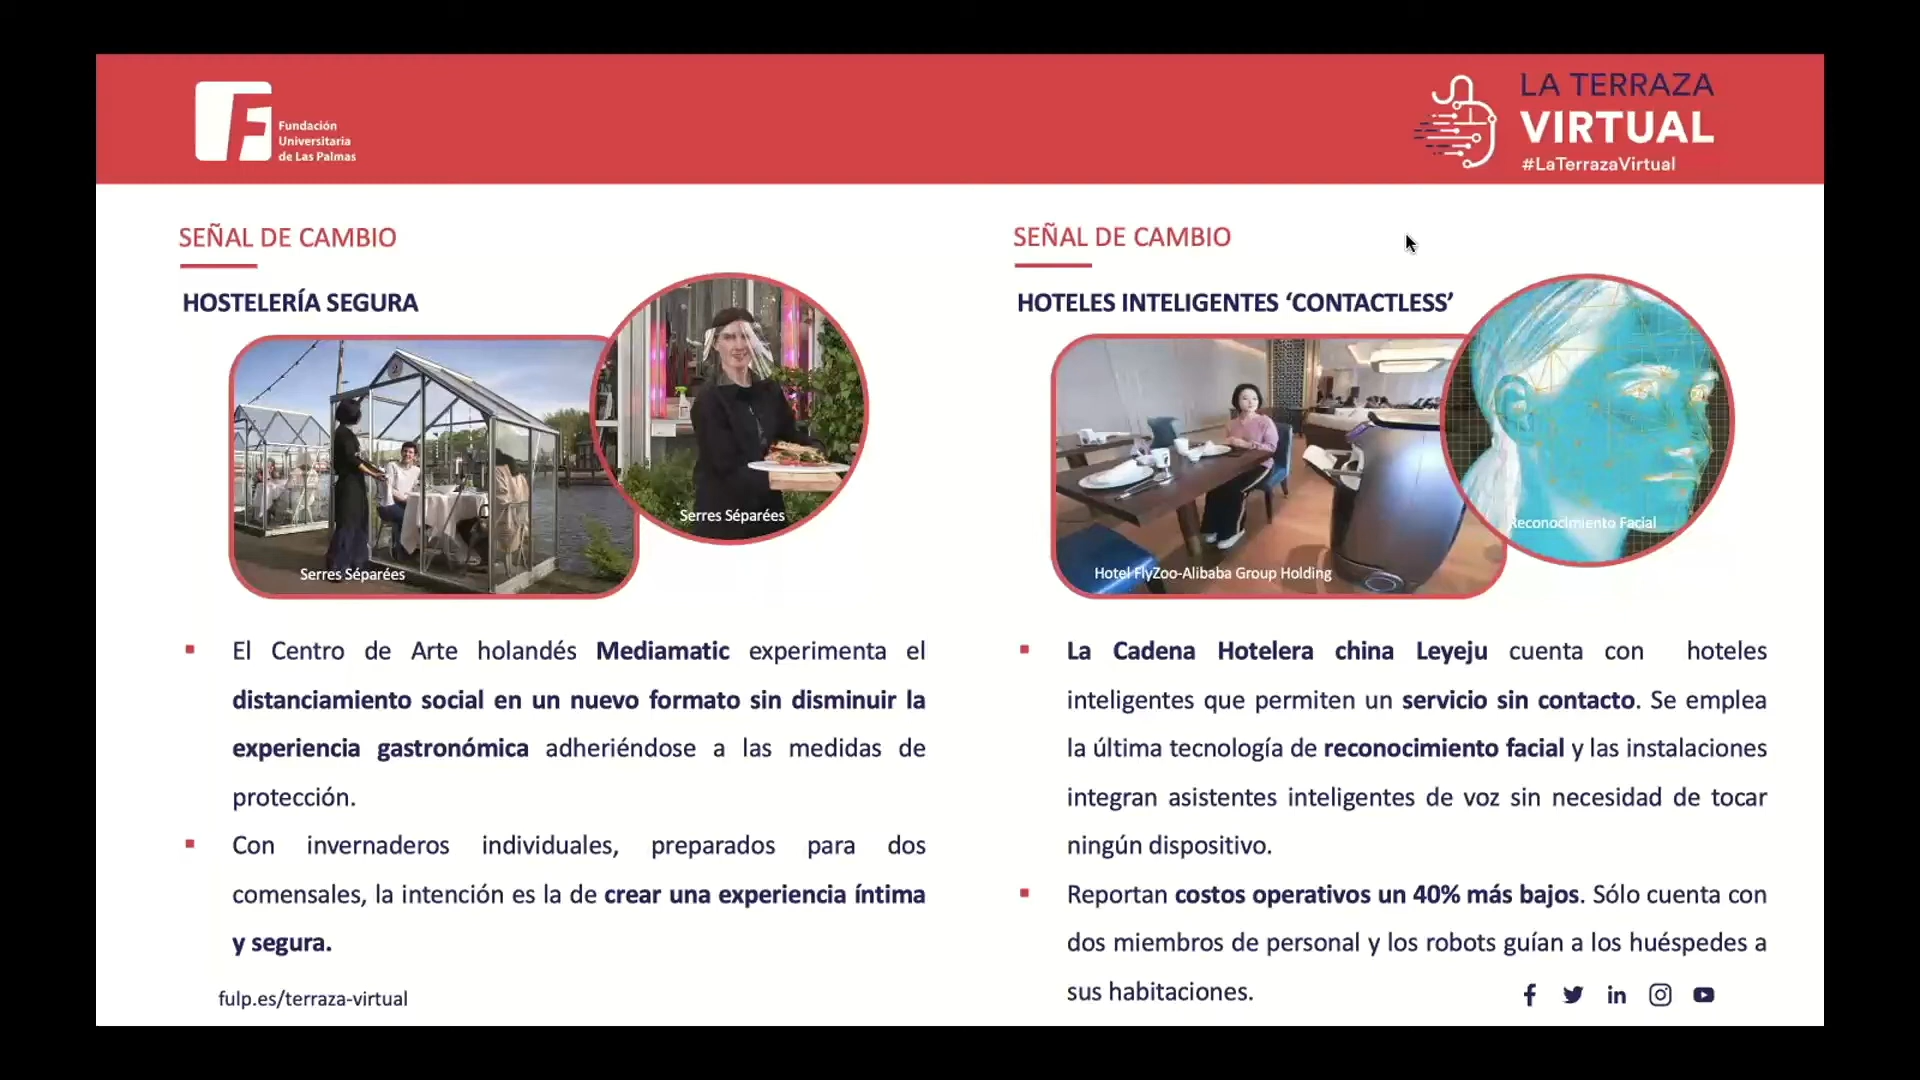 Fundación
Universitaria
de Las Palmas
LA TERRAZA
VIRTUAL
#LaTerrazaVirtual
SEÑAL DE CAMBIO
HOSTELERÍA SEGURA
Serres Séparées
Serres Séparées
El Centro de Arte holandés Mediamatic experimenta el
distanciamiento social en un nuevo formato sin disminuir la
experiencia gastronómica adheriéndose a las medidas de
protección.
Con invernaderos individuales, preparados para dos
comensales, la intención es la de crear una experiencia íntima
y segura.
SEÑAL DE CAMBIO
HOTELES INTELIGENTES ‘CONTACTLESS’
Reconocimiento Facial
Hotel FlyZoo-Alibaba Group Holding
La Cadena Hotelera china Leyeju cuenta con hoteles
inteligentes que permiten un servicio sin contacto. Se emplea
la última tecnología de reconocimiento facial y las instalaciones
integran asistentes inteligentes de voz sin necesidad de tocar
ningún dispositivo.
Reportan costos operativos un 40% más bajos. Sólo cuenta con
dos miembros de personal y los robots guían a los huéspedes a
sus habitaciones.
fulp.es/terraza-virtual